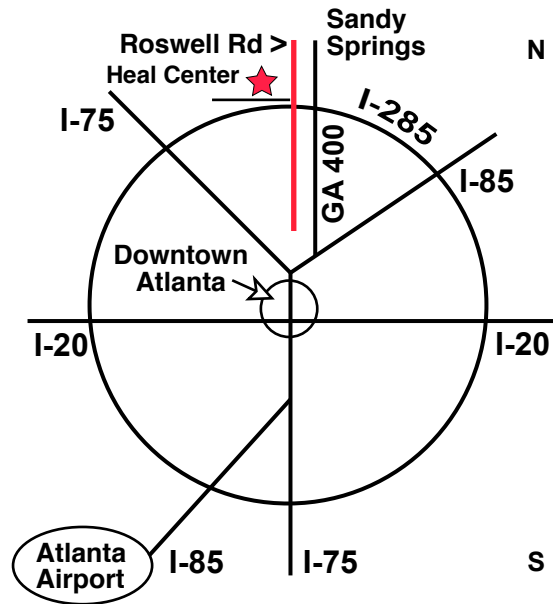 Sandy
Springs
N
Roswell Rd >
Heal Center
I-75
I-285
I-85
GA 400
Downtown
Atlanta
I-20
I-20
Atlanta
Airport
I-85
I-75
S